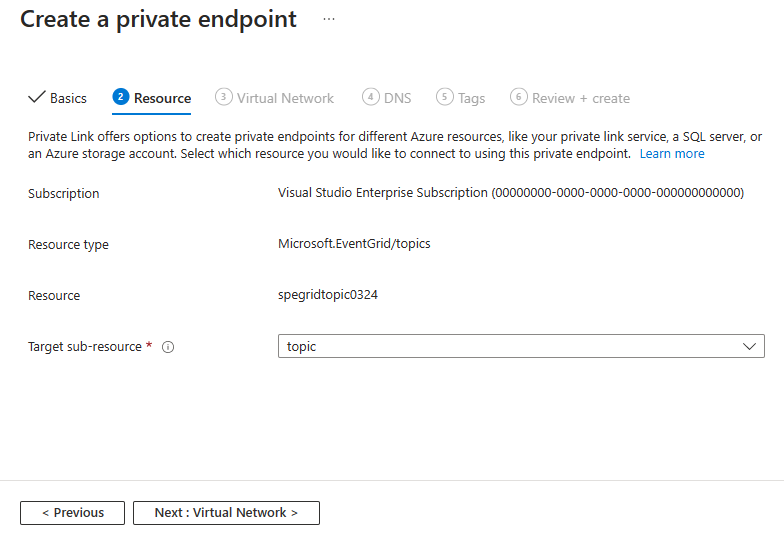 Create a private endpoint ...
Basics 2 Resource 3 Virtual Network 4 DNS 5 Tags 6 Review + create
Private Link offers options to create private endpoints for different Azure resources, like your private link service, a SQL server, or
an Azure storage account. Select which resource you would like to connect to using this private endpoint. Learn more
Subscription Visual Studio Enterprise Subscription (00000000-0000-0000-0000-000000000000)
Resource type Microsoft.EventGrid/topics
Resource spegridtopic0324
Target sub-resource * topic
< Previous Next : Virtual Network >